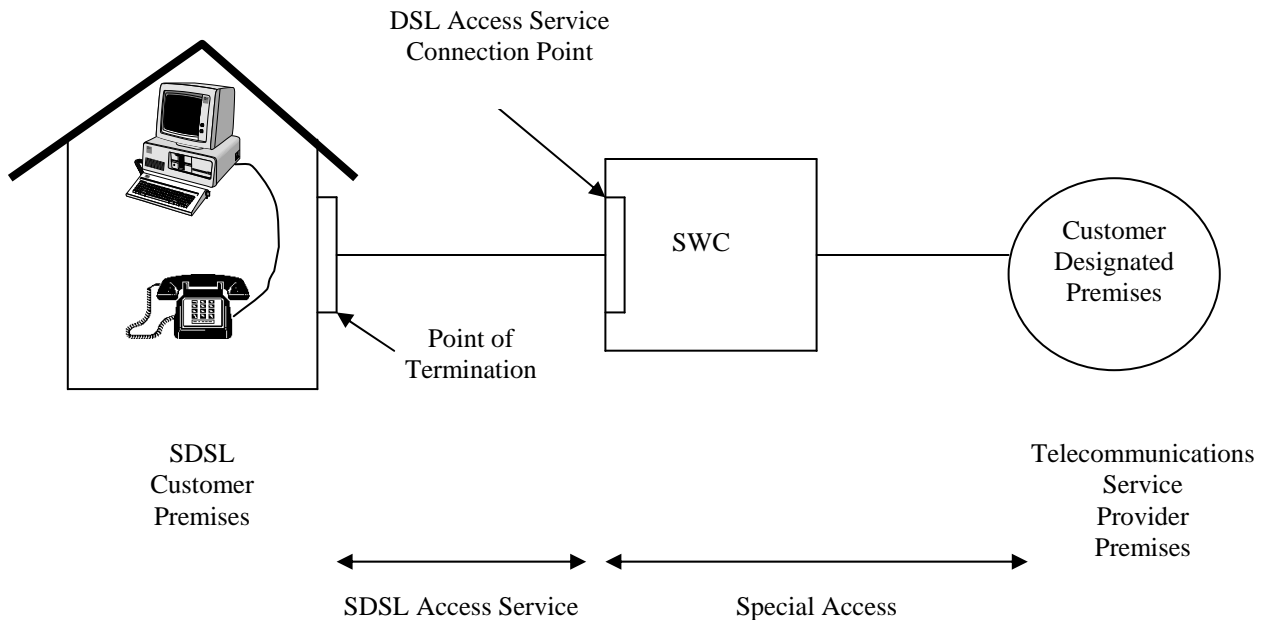 DSL Access Service
Connection Point
SWC
Customer
Designated
Premises
Point of
Termination
SDSL
Customer
Premises
Telecommunications
Service
Provider
Premises
SDSL Access Service
Special Access